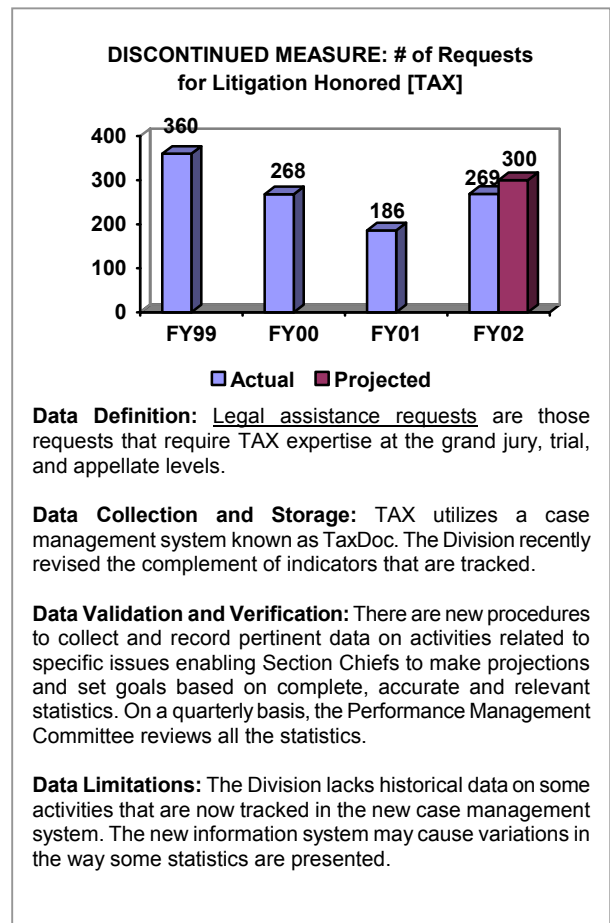 DISCONTINUED MEASURE: # of Requests
for Litigation Honored [TAX]
400
300
200
100
0
360
268
186
269
300
FY99 FY00 FY01 FY02
Actual Projected
Data Definition: Legal assistance requests are those
requests that require TAX expertise at the grand jury, trial,
and appellate levels.
Data Collection and Storage: TAX utilizes a case
management system known as TaxDoc. The Division recently
revised the complement of indicators that are tracked.
Data Validation and Verification: There are new procedures
to collect and record pertinent data on activities related to
specific issues enabling Section Chiefs to make projections
and set goals based on complete, accurate and relevant
statistics. On a quarterly basis, the Performance Management
Committee reviews all the statistics.
Data Limitations: The Division lacks historical data on some
activities that are now tracked in the new case management
system. The new information system may cause variations in
the way some statistics are presented.